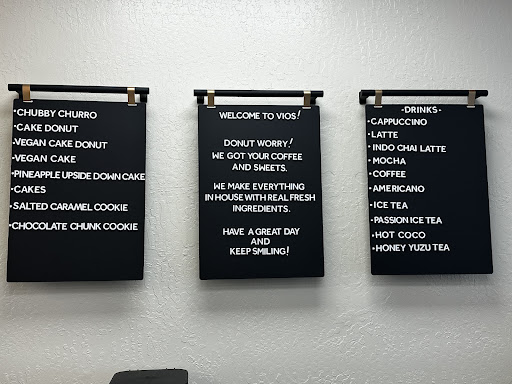 •CHUBBY CHURRO
•CAKE DONUT
•VEGAN CAKE DONUT
•VEGAN CAKE
•PINEAPPLE UPSIDE DOWN CAKE
•CAKES
•SALTED CARAMEL COOKIE
•CHOCOLATE CHUNK COOKIE
WELCOME TO VIOS!
DONUT WORRY!
WE GOT YOUR COFFEE
AND SWEETS.
WE MAKE EVERYTHING
IN HOUSE WITH REAL FRESH
INGREDIENTS.
HAVE A GREAT DAY
AND
KEEP SMILING!
-DRINKS-
•CAPPUCCINO
•LATTE
•INDO CHAI LATTE
•MOCHA
•COFFEE
•AMERICANO
•ICE TEA
•PASSION ICE TEA
•HOT COCO
•HONEY YUZU TEA